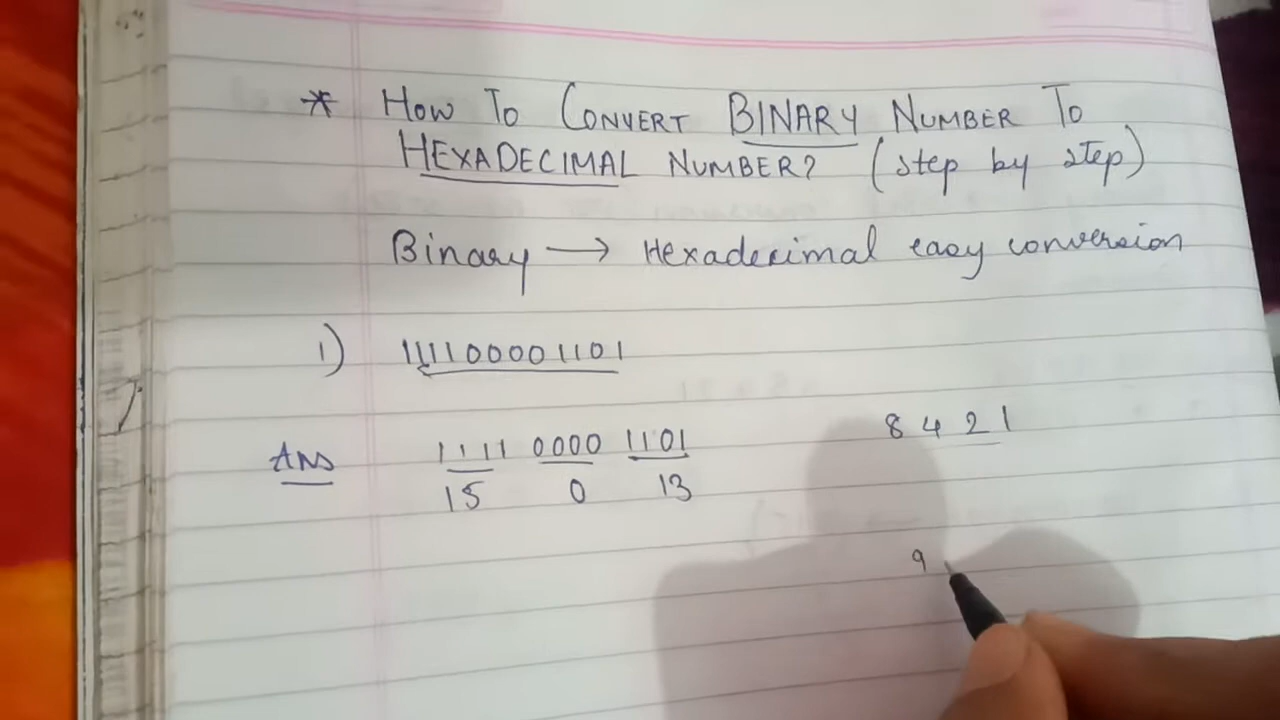 * HOW TO CONVERT BINARY NUMBER TO
HEXADECIMAL NUMBER? (step by step)
Binary → Hexadecimal easy conversion
1) 111100001101
Ans 1111 0000 1101
15 0 13
8 4 2 1
9